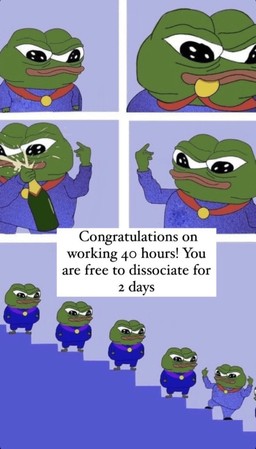 Congratulations on
working 40 hours! You
are free to dissociate for
2 days